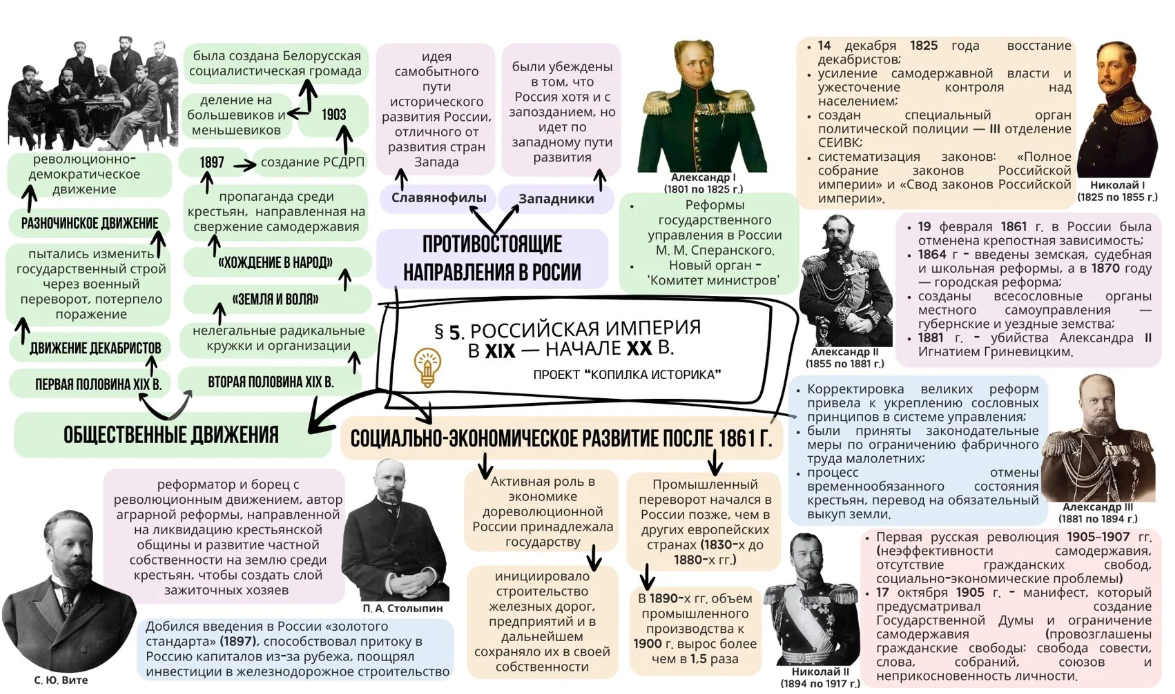 была создана Белорусская
социалистическая громада
деление на
большевиков и
меньшевиков
1903
революционно-
демократическое
движение
1897
создание РСДРП
РАЗНОЧИНСКОЕ ДВИЖЕНИЕ
пропаганда среди
крестьян, направленная на
свержение самодержавия
пытались изменить
государственный строй
через военный
переворот, потерпело
поражение
«ХОЖДЕНИЕ В НАРОД»
«ЗЕМЛЯ И ВОЛЯ»
нелегальные радикальные
кружки и организации
ДВИЖЕНИЕ ДЕКАБРИСТОВ
ПЕРВАЯ ПОЛОВИНА XIX В.
ВТОРАЯ ПОЛОВИНА XIX В.
ОБЩЕСТВЕННЫЕ ДВИЖЕНИЯ
идея
самобытного
пути
исторического
развития России,
отличного от
развития стран
Запада
были убеждены
в том, что
Россия хотя и с
запозданием, но
идет по
западному пути
развития
Славянофилы
Западники
ПРОТИВОСТОЯЩИЕ
НАПРАВЛЕНИЯ В РОСИИ
§ 5. РОССИЙСКАЯ ИМПЕРИЯ
В XIX — НАЧАЛЕ XX В.
ПРОЕКТ “КОПИЛКА ИСТОРИКА”
Александр I
(1801 по 1825 г.)
• Реформы
государственного
управления в России
М. М. Сперанского.
• Новый орган -
'Комитет министров'
• 14 декабря 1825 года восстание
декабристов;
• усиление самодержавной власти и
ужесточение контроля над
населением;
• создан специальный орган
политической полиции — III отделение
СЕИВК;
• систематизация законов: «Полное
собрание законов Российской
империи» и «Свод законов Российской
империи».
Николай I
(1825 по 1855 г.)
• 19 февраля 1861 г. в России была
отменена крепостная зависимость;
• 1864 г - введены земская, судебная
и школьная реформы, а в 1870 году
— городская реформа;
• созданы всесословные органы
местного самоуправления —
губернские и уездные земства;
• 1881 г. - убийства Александра II
Игнатием Гриневицким.
Александр II
(1855 по 1881 г.)
• Корректировка великих реформ
привела к укреплению сословных
принципов в системе управления;
• были приняты законодательные
меры по ограничению фабричного
труда малолетних;
• процесс отмены
временнообязанного состояния
крестьян, перевод на обязательный
выкуп земли.
Александр III
(1881 по 1894 г.)
• Первая русская революция 1905-1907 гг.
(неэффективности самодержавия,
отсутствие гражданских свобод,
социально-экономические проблемы)
• 17 октября 1905 г. - манифест, который
предусматривал создание
Государственной Думы и ограничение
самодержавия (провозглашены
гражданские свободы: свобода совести,
слова, собраний, союзов и
неприкосновенность личности.
Николай II
(1894 по 1917 г.)
СОЦИАЛЬНО-ЭКОНОМИЧЕСКОЕ РАЗВИТИЕ ПОСЛЕ 1861 Г.
Активная роль в
экономике
дореволюционной
России принадлежала
государству
инициировало
строительство
железных дорог,
предприятий и в
дальнейшем
сохраняло их в своей
собственности
Промышленный
переворот начался в
России позже, чем в
других европейских
странах (1830-х до
1880-х гг.)
В 1890-х гг. объем
промышленного
производства к
1900 г. вырос более
чем в 1,5 раза
реформатор и борец с
революционным движением, автор
аграрной реформы, направленной
на ликвидацию крестьянской
общины и развитие частной
собственности на землю среди
крестьян, чтобы создать слой
зажиточных хозяев
П. А. Столыпин
Добился введения в России «золотого
стандарта» (1897), способствовал притоку в
Россию капиталов из-за рубежа, поощрял
инвестиции в железнодорожное строительство
С. Ю. Вите